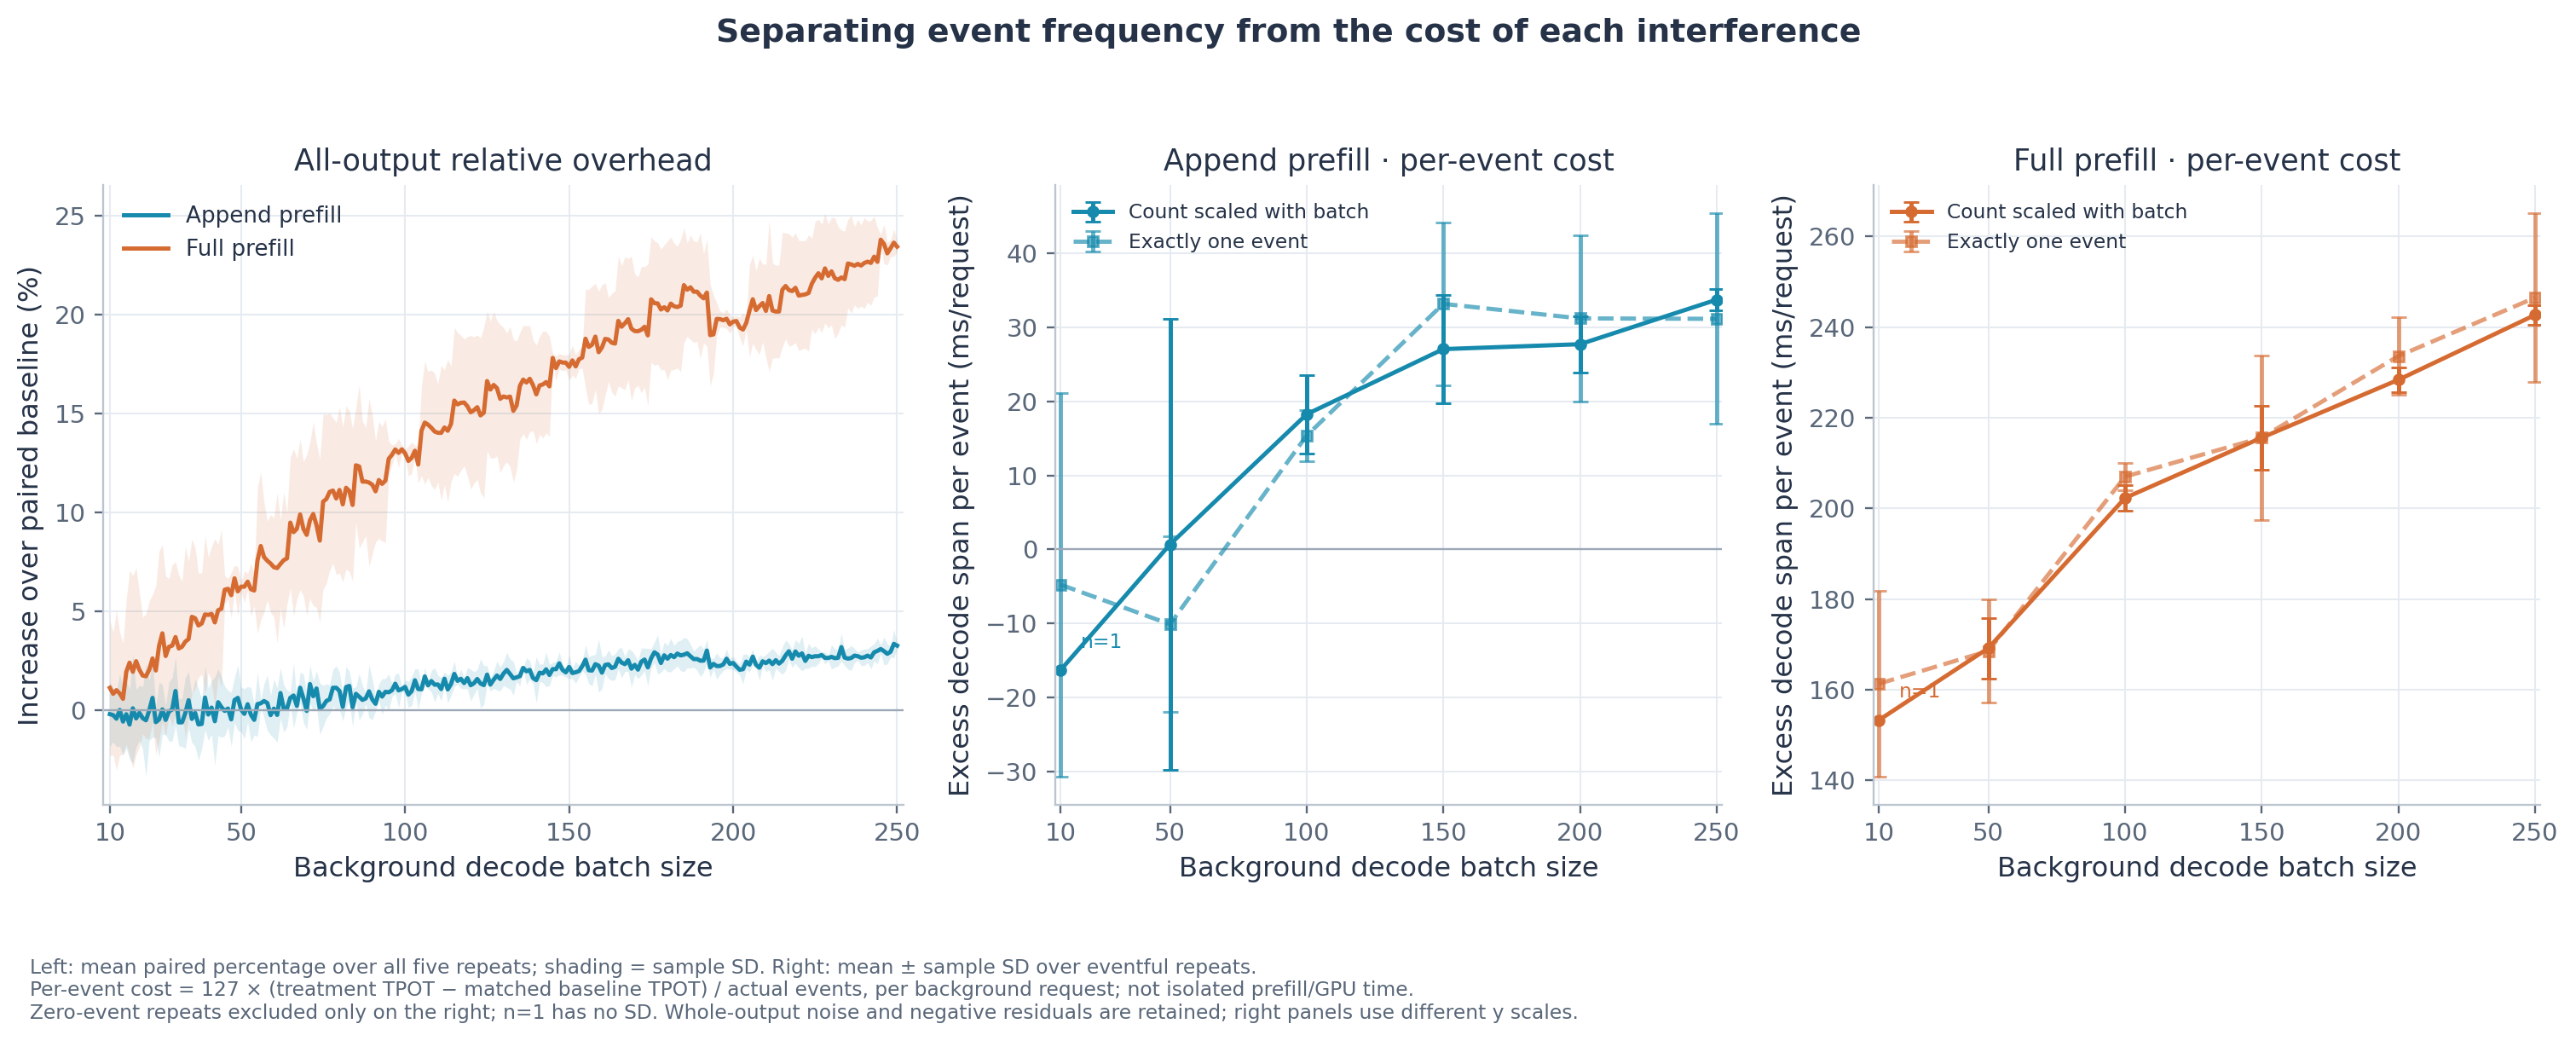 Separating event frequency from the cost of each interference
All-output relative overhead
Append prefill
Full prefill
Increase over paired baseline (%)
25
20
15
10
5
0
10 50 100 150 200 250
Background decode batch size
Append prefill · per-event cost
Count scaled with batch
Exactly one event
Excess decode span per event (ms/request)
40
30
20
10
0
−10
−20
−30
n=1
10 50 100 150 200 250
Background decode batch size
Full prefill · per-event cost
Count scaled with batch
Exactly one event
Excess decode span per event (ms/request)
260
240
220
200
180
160
140
n=1
10 50 100 150 200 250
Background decode batch size
Left: mean paired percentage over all five repeats; shading = sample SD. Right: mean ± sample SD over eventful repeats.
Per-event cost = 127 × (treatment TPOT − matched baseline TPOT) / actual events, per background request; not isolated prefill/GPU time.
Zero-event repeats excluded only on the right; n=1 has no SD. Whole-output noise and negative residuals are retained; right panels use different y scales.